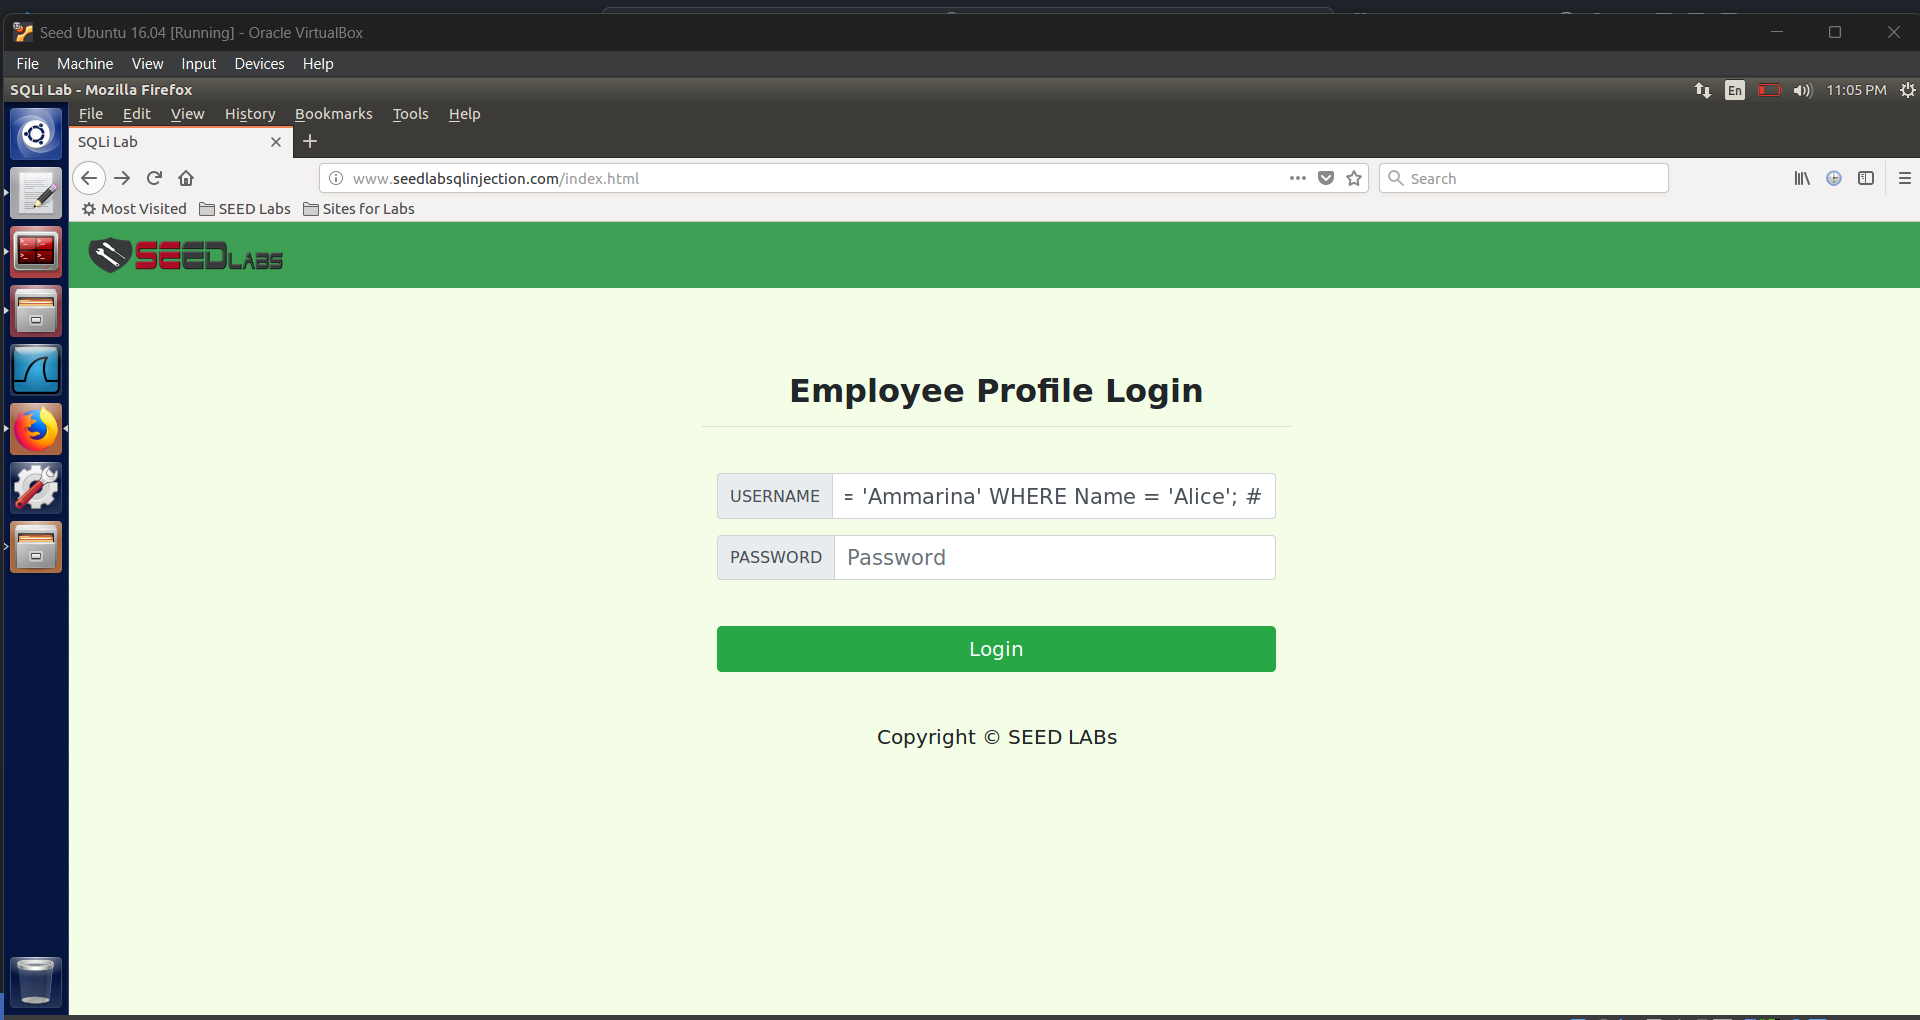 Seed Ubuntu 16.04 [Running] - Oracle VirtualBox
File Machine View Input Devices Help
SQLi Lab - Mozilla Firefox
En
11:05 PM
File Edit View History Bookmarks Tools Help
SQLi Lab
www.seedlabsqlinjection.com/index.html
Search
Most Visited SEED Labs Sites for Labs
SEEDLABS
Employee Profile Login
USERNAME = 'Ammarina' WHERE Name = 'Alice'; #
PASSWORD Password
Login
Copyright © SEED LABs